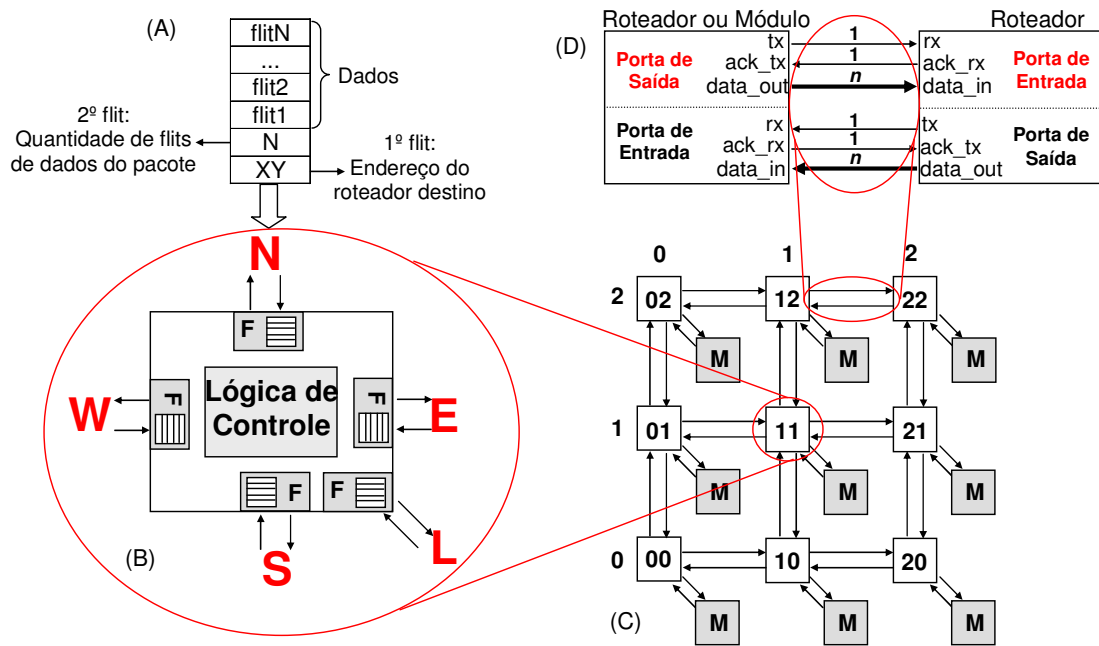 (A)
flitN
...
flit2
flit1
N
XY
Dados
2º flit:
Quantidade de flits
de dados do pacote
1º flit:
Endereço do
roteador destino
(D)
Roteador ou Módulo
Roteador
Porta de
Saída
tx
ack_tx
data_out
1
1
n
rx
ack_rx
data_in
Porta de
Entrada
Porta de
Entrada
rx
ack_rx
data_in
1
1
n
tx
ack_tx
data_out
Porta de
Saída
N
F
W
F
Lógica de
Controle
F
E
F
F
S
L
(B)
0
1
2
2
02
12
22
M
M
M
1
01
11
21
M
M
M
0
00
10
20
M
M
M
(C)